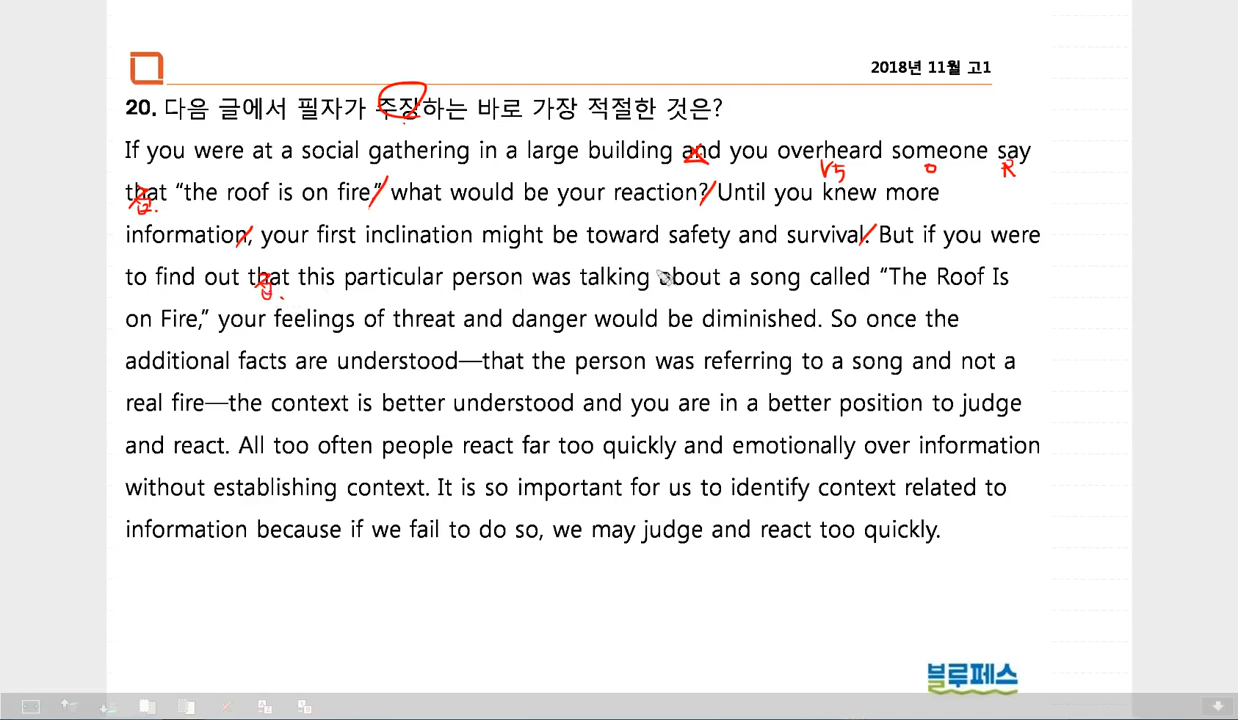 2018년 11월 고1
20. 다음 글에서 필자가 주장하는 바로 가장 적절한 것은?
If you were at a social gathering in a large building and you overheard someone say
V5 O R
that “the roof is on fire,” what would be your reaction? Until you knew more
접.
information, your first inclination might be toward safety and survival. But if you were
to find out that this particular person was talking about a song called “The Roof Is
접.
on Fire,” your feelings of threat and danger would be diminished. So once the
additional facts are understood—that the person was referring to a song and not a
real fire—the context is better understood and you are in a better position to judge
and react. All too often people react far too quickly and emotionally over information
without establishing context. It is so important for us to identify context related to
information because if we fail to do so, we may judge and react too quickly.
블루페스